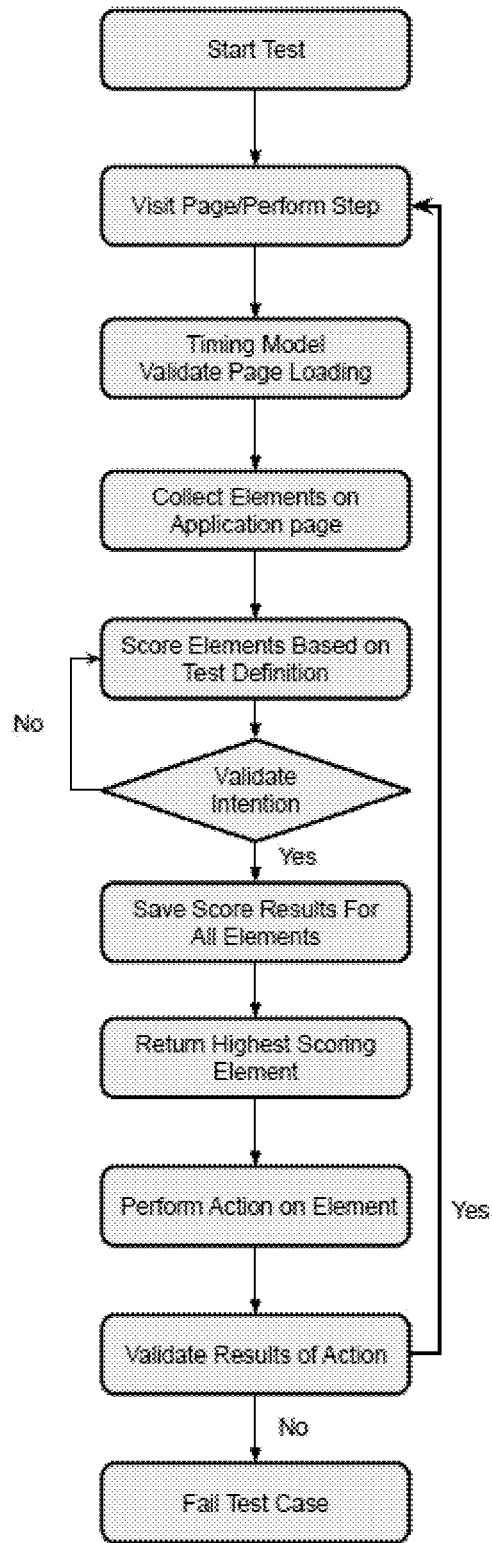 Start Test
Visit Page/Perform Step
Timing Model
Validate Page Loading
Collect Elements on
Application page
Score Elements Based on
Test Definition
No
Validate
Intention
Yes
Save Score Results For
All Elements
Return Highest Scoring
Element
Perform Action on Element
Yes
Validate Results of Action
No
Fail Test Case